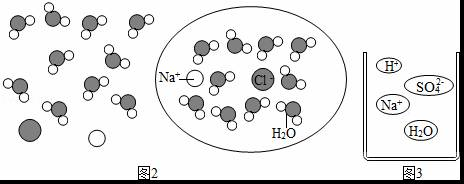 Na⁺
Cl⁻
H₂O
图2
H⁺
SO₄²⁻
Na⁺
H₂O
图3